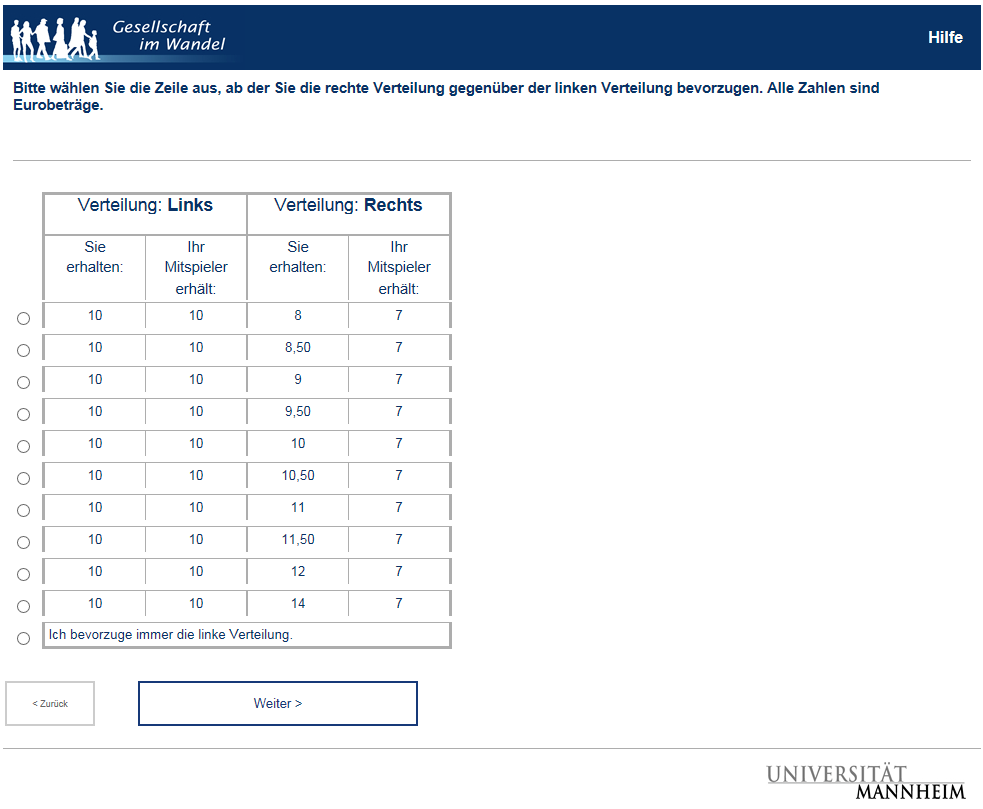 Gesellschaft
im Wandel
Hilfe
Bitte wählen Sie die Zeile aus, ab der Sie die rechte Verteilung gegenüber der linken Verteilung bevorzugen. Alle Zahlen sind
Eurobeträge.
Verteilung: Links Verteilung: Rechts
Sie Ihr Sie Ihr
erhalten: Mitspieler erhalten: Mitspieler
erhält: erhält:
10 10 8 7
10 10 8,50 7
10 10 9 7
10 10 9,50 7
10 10 10 7
10 10 10,50 7
10 10 11 7
10 10 11,50 7
10 10 12 7
10 10 14 7
Ich bevorzuge immer die linke Verteilung.
< Zurück Weiter >
UNIVERSITÄT
MANNHEIM